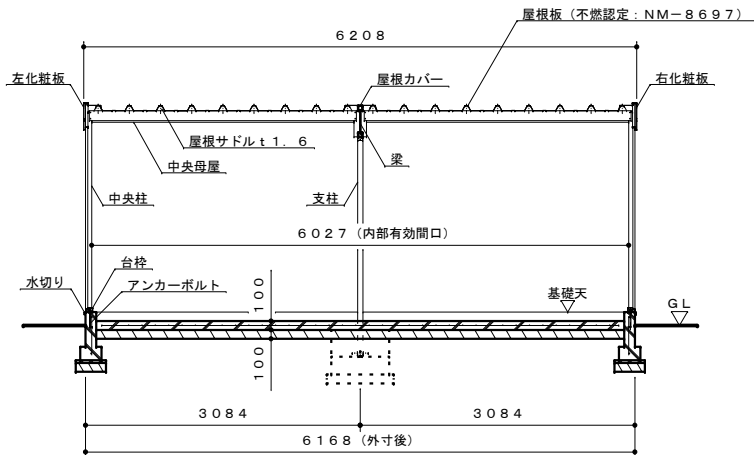 屋根板（不燃認定：ＮＭ－８６９７）
６２０８
左化粧板
屋根カバー
右化粧板
屋根サドルｔ１．６
梁
中央母屋
中央柱
支柱
６０２７（内部有効間口）
台枠
水切り
アンカーボルト
１００
基礎天
ＧＬ
１００
３０８４
３０８４
６１６８（外寸後）